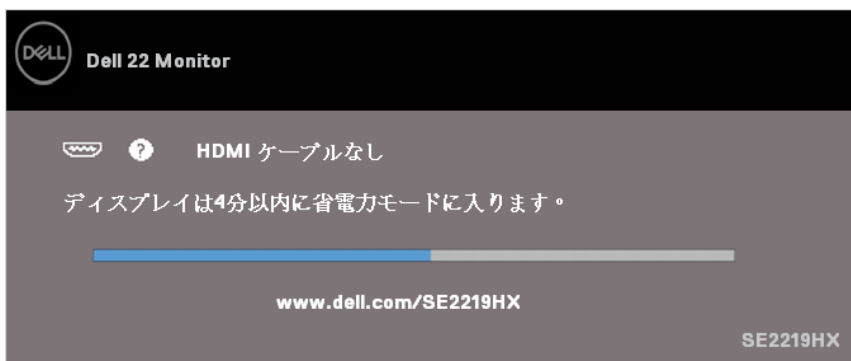 DELL
Dell 22 Monitor
? HDMI ケーブルなし
ディスプレイは4分以内に省電力モードに入ります。
www.dell.com/SE2219HX
SE2219HX